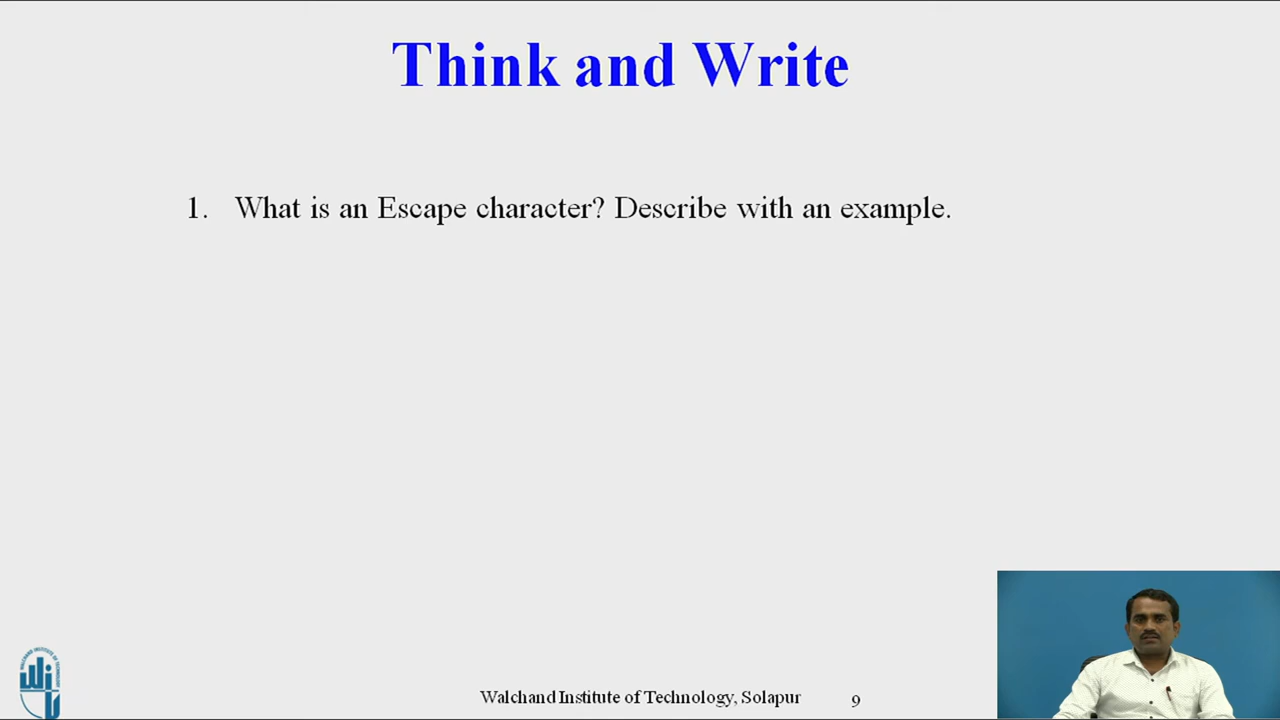 Think and Write
1. What is an Escape character? Describe with an example.
Walchand Institute of Technology, Solapur 9